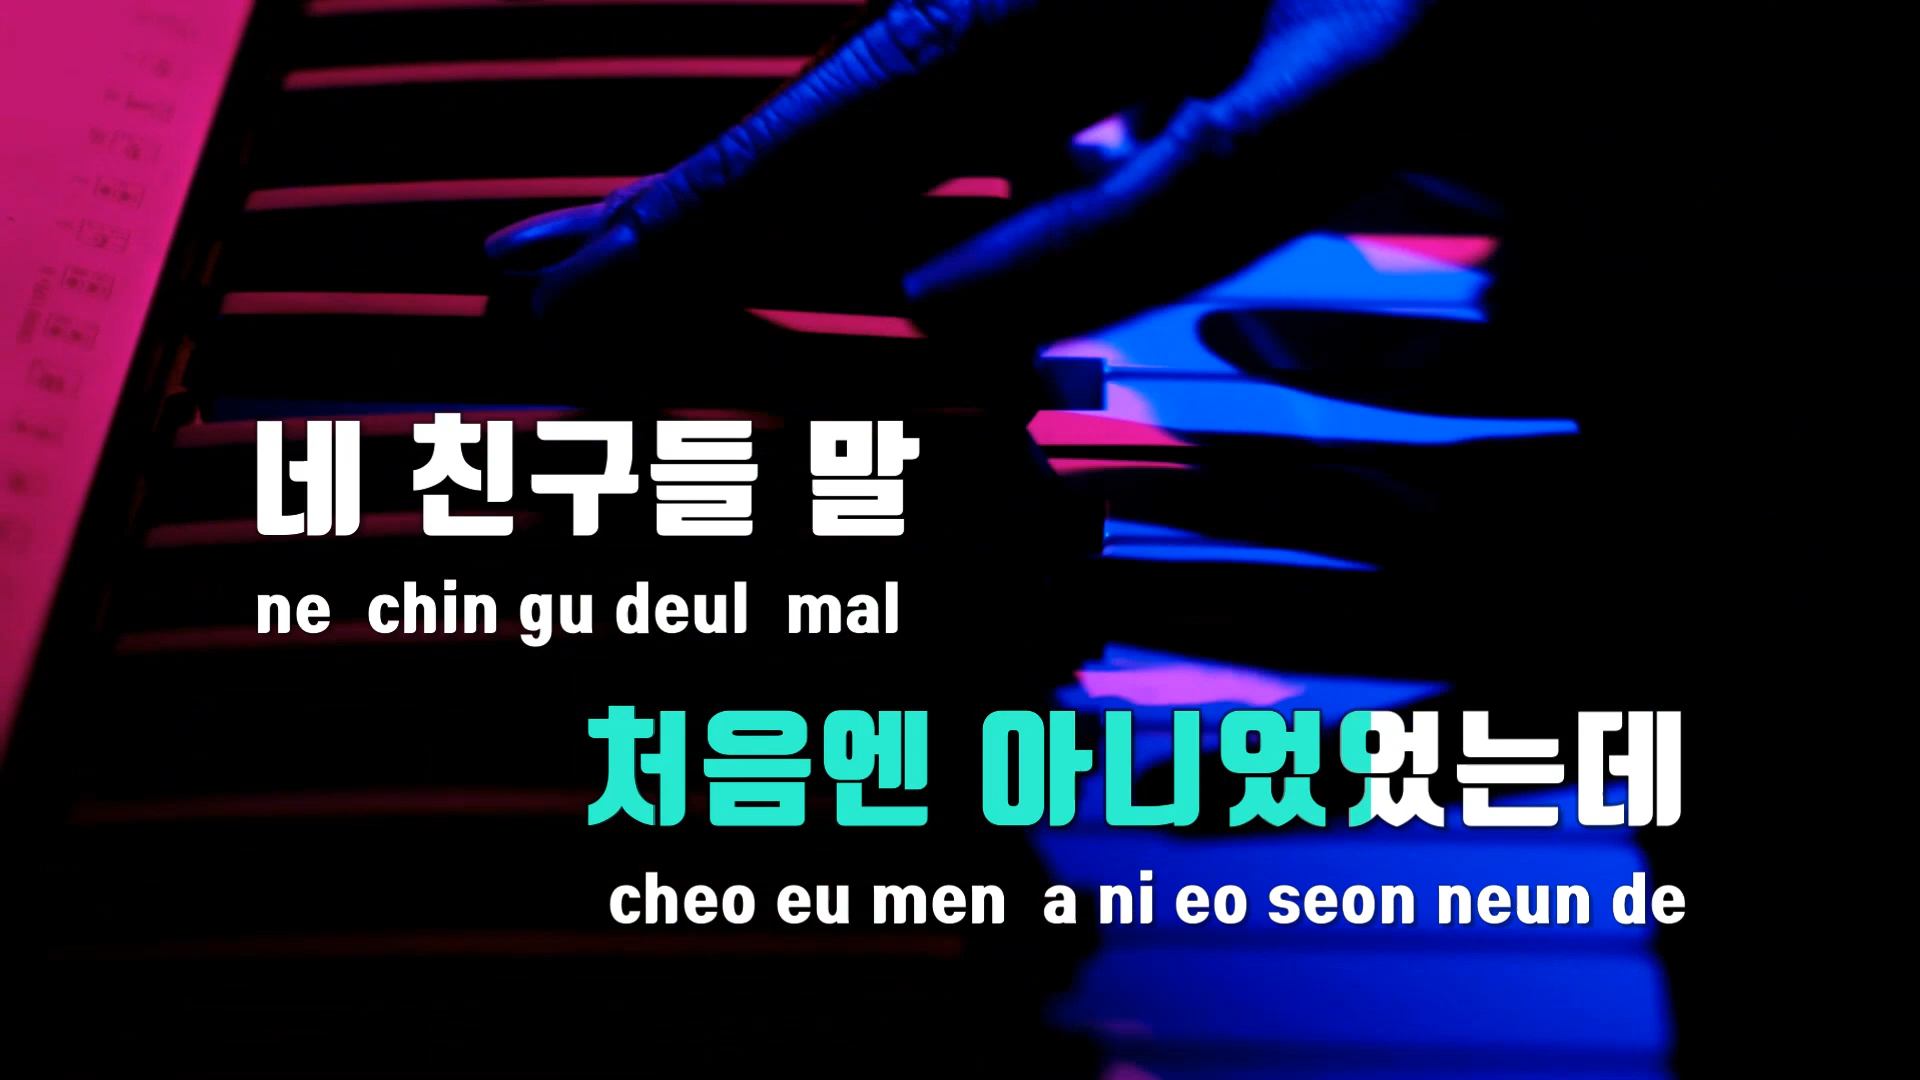 네 친구들 말
ne chin gu deul mal
처음엔 아니었었는데
cheo eu men a ni eo seon neun de